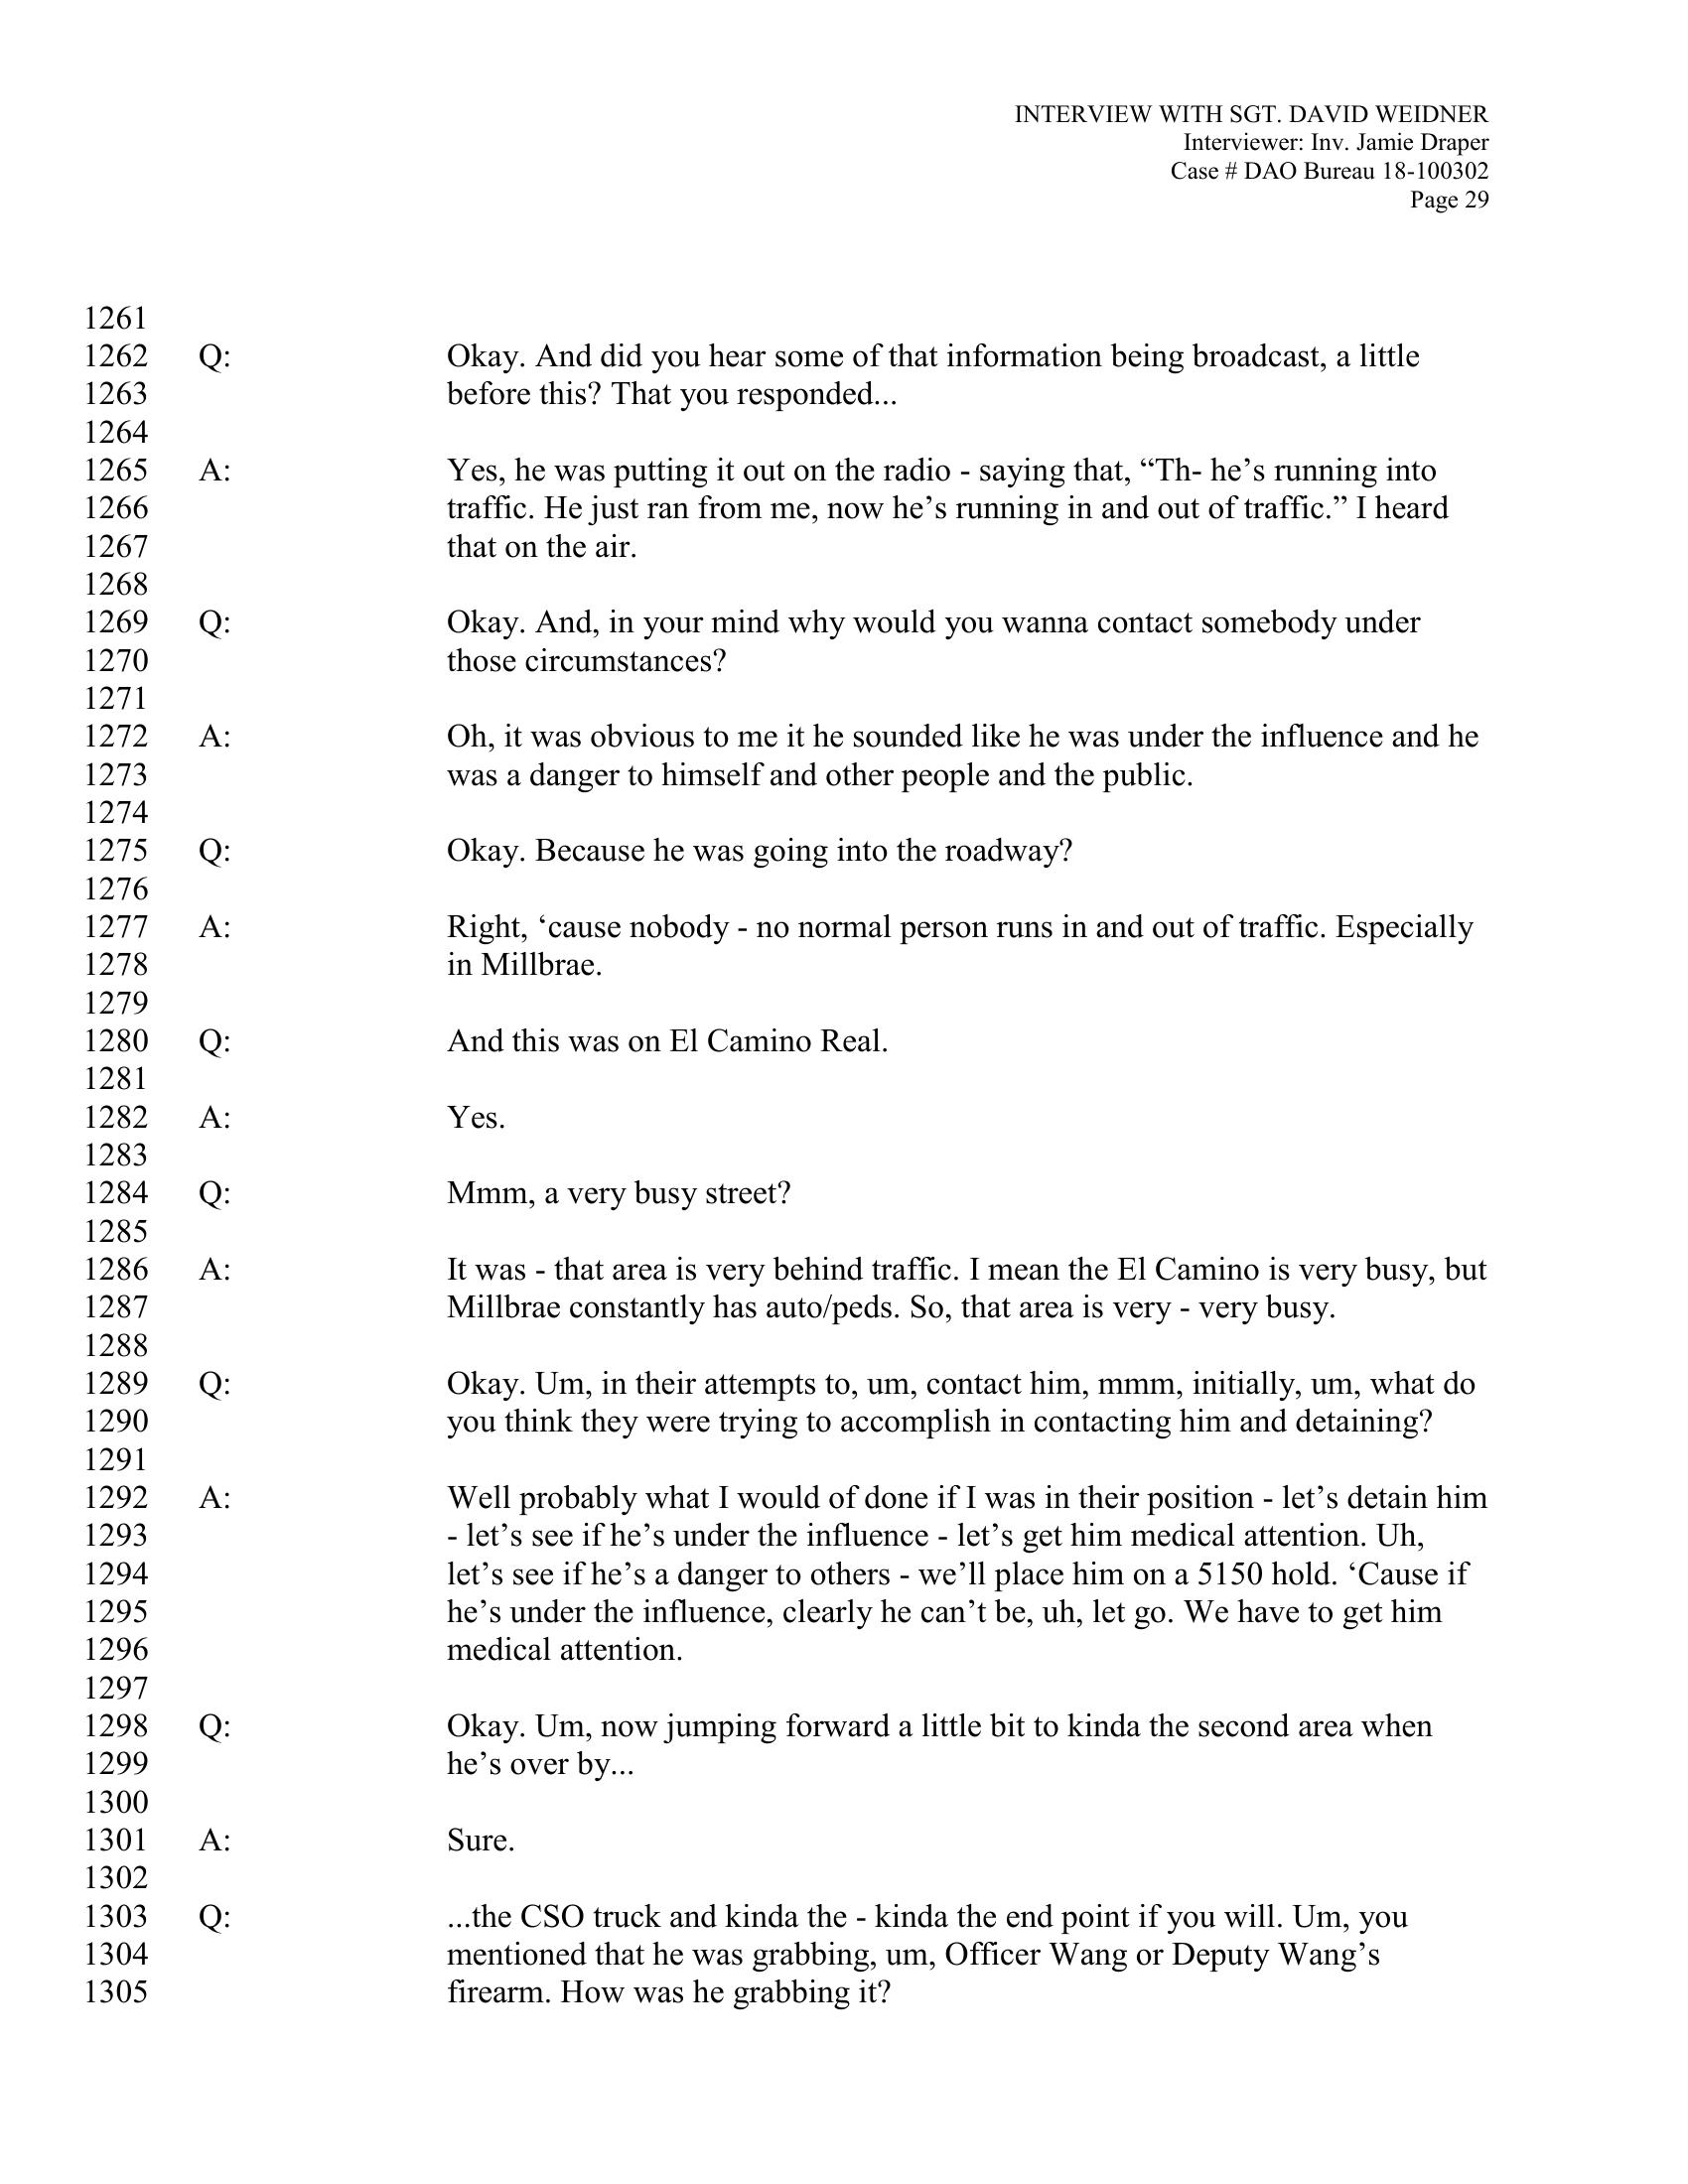 INTERVIEW WITH SGT. DAVID WEIDNER
Interviewer: Inv. Jamie Draper
Case # DAO Bureau 18-100302
Page 29
1261
1262 Q: Okay. And did you hear some of that information being broadcast, a little
1263 before this? That you responded...
1264
1265 A: Yes, he was putting it out on the radio - saying that, “Th- he’s running into
1266 traffic. He just ran from me, now he’s running in and out of traffic.” I heard
1267 that on the air.
1268
1269 Q: Okay. And, in your mind why would you wanna contact somebody under
1270 those circumstances?
1271
1272 A: Oh, it was obvious to me it he sounded like he was under the influence and he
1273 was a danger to himself and other people and the public.
1274
1275 Q: Okay. Because he was going into the roadway?
1276
1277 A: Right, ‘cause nobody - no normal person runs in and out of traffic. Especially
1278 in Millbrae.
1279
1280 Q: And this was on El Camino Real.
1281
1282 A: Yes.
1283
1284 Q: Mmm, a very busy street?
1285
1286 A: It was - that area is very behind traffic. I mean the El Camino is very busy, but
1287 Millbrae constantly has auto/peds. So, that area is very - very busy.
1288
1289 Q: Okay. Um, in their attempts to, um, contact him, mmm, initially, um, what do
1290 you think they were trying to accomplish in contacting him and detaining?
1291
1292 A: Well probably what I would of done if I was in their position - let’s detain him
1293 - let’s see if he’s under the influence - let’s get him medical attention. Uh,
1294 let’s see if he’s a danger to others - we’ll place him on a 5150 hold. ‘Cause if
1295 he’s under the influence, clearly he can’t be, uh, let go. We have to get him
1296 medical attention.
1297
1298 Q: Okay. Um, now jumping forward a little bit to kinda the second area when
1299 he’s over by...
1300
1301 A: Sure.
1302
1303 Q: ...the CSO truck and kinda the - kinda the end point if you will. Um, you
1304 mentioned that he was grabbing, um, Officer Wang or Deputy Wang’s
1305 firearm. How was he grabbing it?